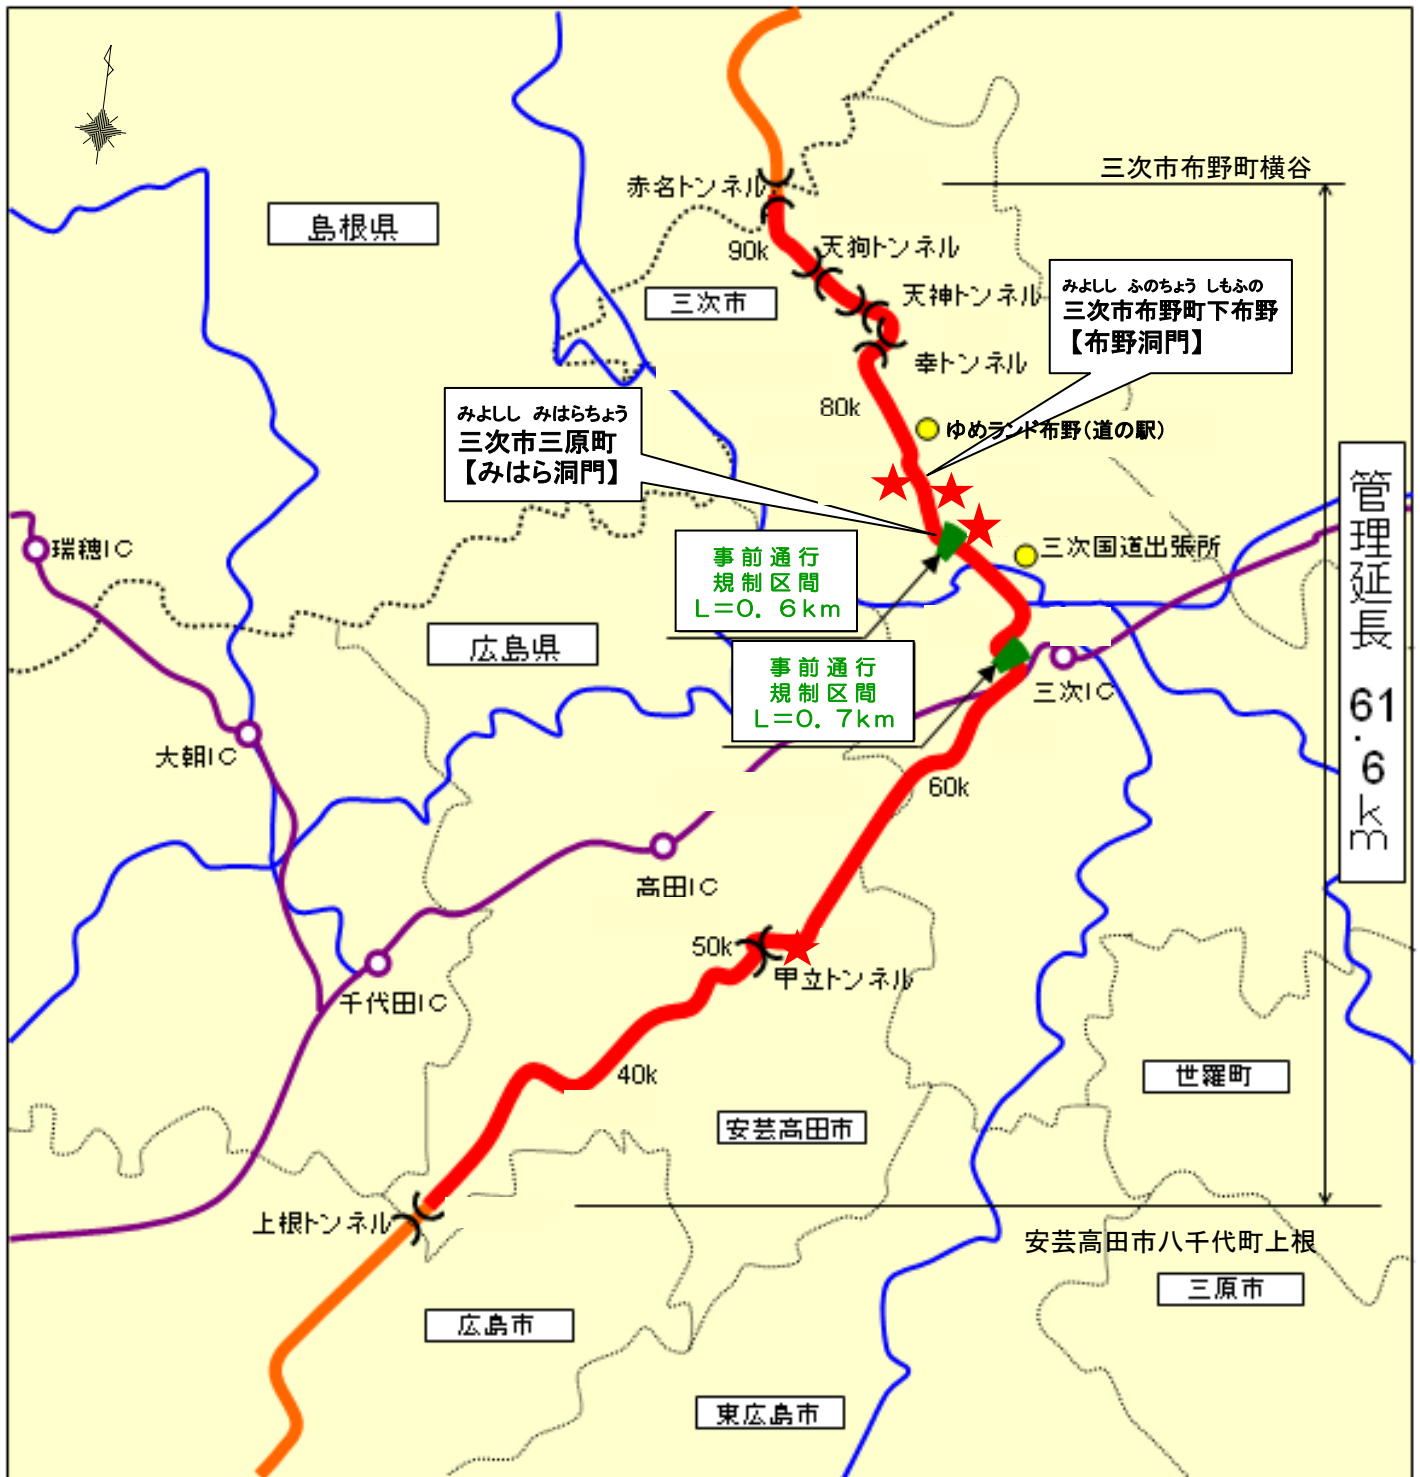 三次市布野町横谷
赤名トンネル
島根県
90k
天狗トンネル
三次市
天神トンネル
みよしし ふのちょう しもふの
三次市布野町下布野
【布野洞門】
幸トンネル
80k
みよしし みはらちょう
三次市三原町
【みはら洞門】
ゆめランド布野(道の駅)
管理延長 61.6km
瑞穂IC
事前通行
規制区間
L=0.6km
三次国道出張所
広島県
事前通行
規制区間
L=0.7km
三次IC
大朝IC
60k
高田IC
50k
甲立トンネル
千代田IC
40k
世羅町
安芸高田市
上根トンネル
安芸高田市八千代町上根
三原市
広島市
東広島市